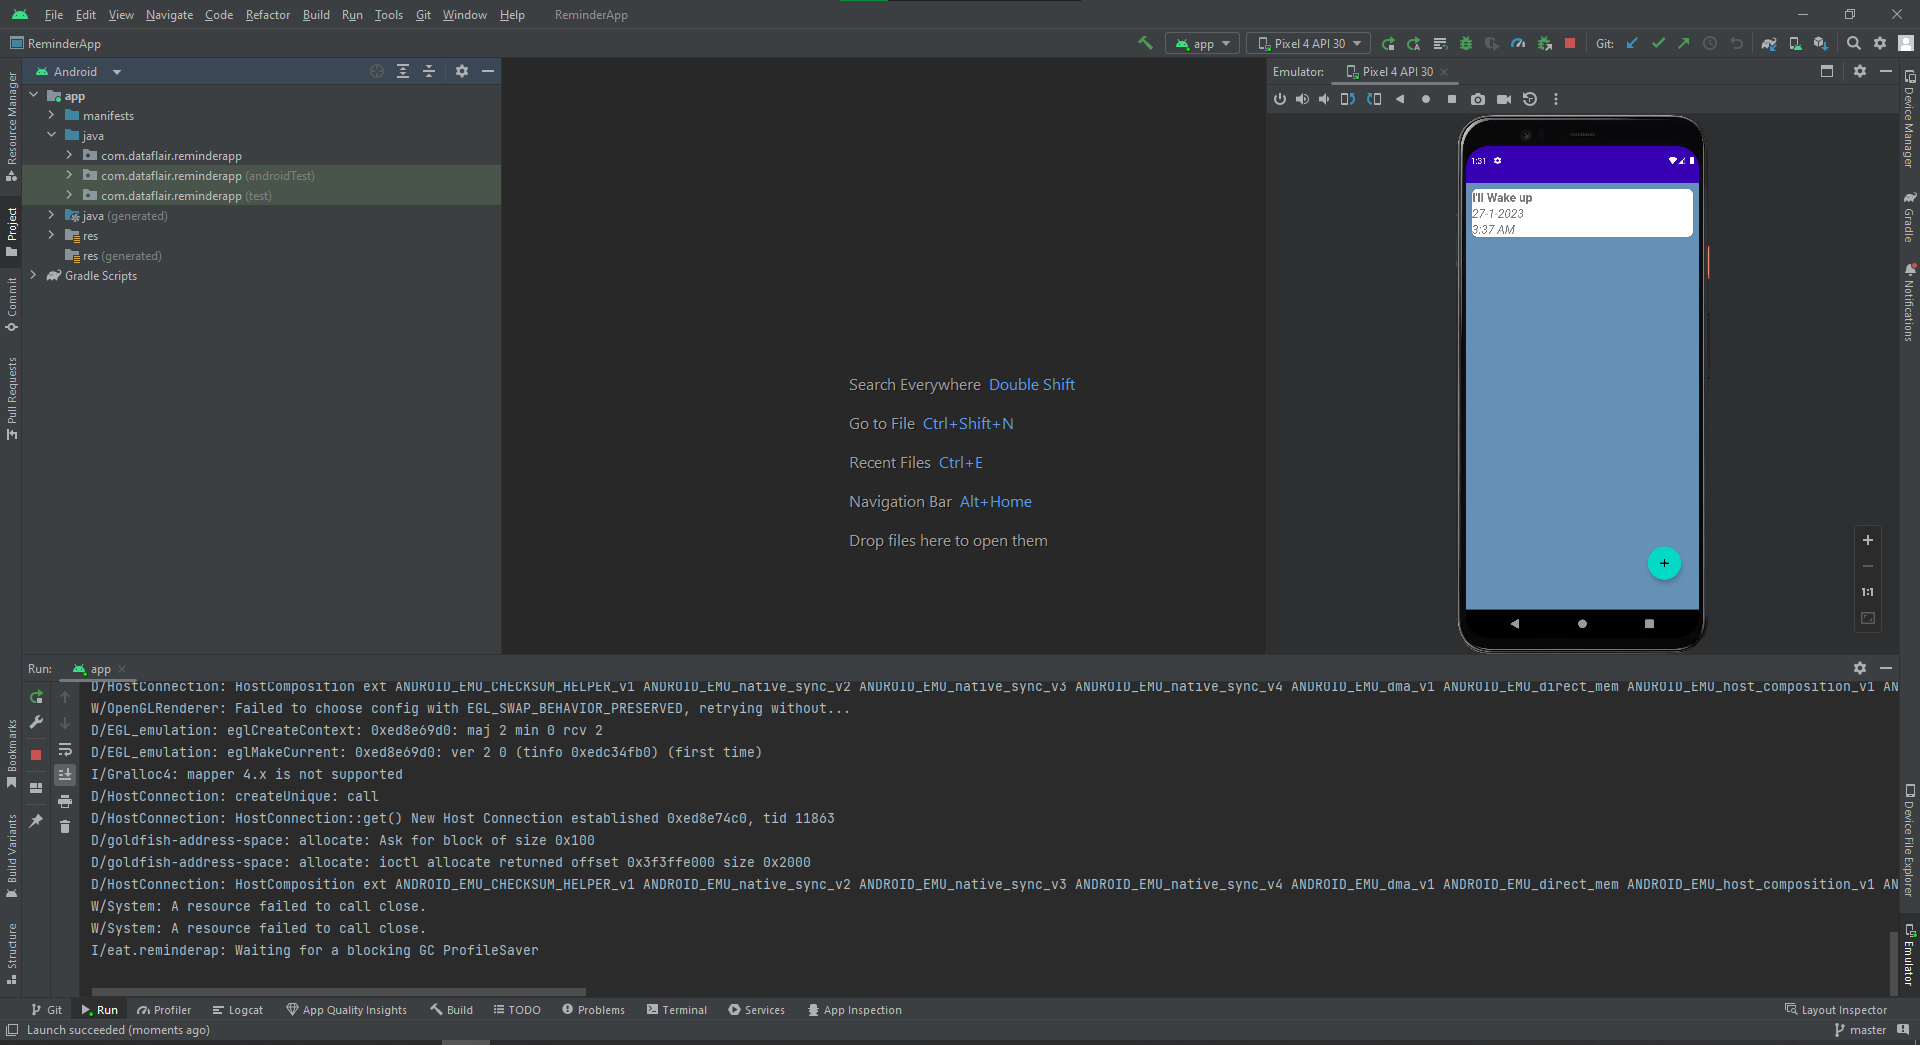 File Edit View Navigate Code Refactor Build Run Tools Git Window Help ReminderApp
ReminderApp
app
Pixel 4 API 30
Git:
Android
Emulator: Pixel 4 API 30
app
manifests
java
com.dataflair.reminderapp
com.dataflair.reminderapp (androidTest)
com.dataflair.reminderapp (test)
java (generated)
res
res (generated)
Gradle Scripts
Resource Manager
Project
Commit
Pull Requests
Bookmarks
Build Variants
Structure
Search Everywhere Double Shift
Go to File Ctrl+Shift+N
Recent Files Ctrl+E
Navigation Bar Alt+Home
Drop files here to open them
1:31
I'll Wake up
27-1-2023
3:37 AM
1:1
Device Manager
Gradle
Notifications
Device File Explorer
Emulator
Run: app
D/HostConnection: HostComposition ext ANDROID_EMU_CHECKSUM_HELPER_v1 ANDROID_EMU_native_sync_v2 ANDROID_EMU_native_sync_v3 ANDROID_EMU_native_sync_v4 ANDROID_EMU_dma_v1 ANDROID_EMU_direct_mem ANDROID_EMU_host_composition_v1 AN
W/OpenGLRenderer: Failed to choose config with EGL_SWAP_BEHAVIOR_PRESERVED, retrying without...
D/EGL_emulation: eglCreateContext: 0xed8e69d0: maj 2 min 0 rcv 2
D/EGL_emulation: eglMakeCurrent: 0xed8e69d0: ver 2 0 (tinfo 0xedc34fb0) (first time)
I/Gralloc4: mapper 4.x is not supported
D/HostConnection: createUnique: call
D/HostConnection: HostConnection::get() New Host Connection established 0xed8e74c0, tid 11863
D/goldfish-address-space: allocate: Ask for block of size 0x100
D/goldfish-address-space: allocate: ioctl allocate returned offset 0x3f3ffe000 size 0x2000
D/HostConnection: HostComposition ext ANDROID_EMU_CHECKSUM_HELPER_v1 ANDROID_EMU_native_sync_v2 ANDROID_EMU_native_sync_v3 ANDROID_EMU_native_sync_v4 ANDROID_EMU_dma_v1 ANDROID_EMU_direct_mem ANDROID_EMU_host_composition_v1 AN
W/System: A resource failed to call close.
W/System: A resource failed to call close.
I/eat.reminderap: Waiting for a blocking GC ProfileSaver
Git Run Profiler Logcat App Quality Insights Build TODO Problems Terminal Services App Inspection Layout Inspector
Launch succeeded (moments ago) master